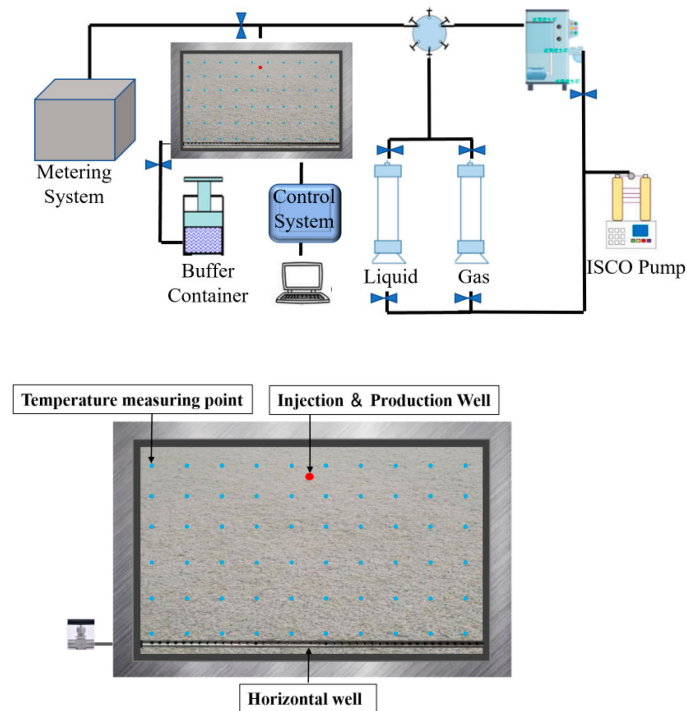 Metering
System
Buffer
Container
Control
System
Liquid
Gas
ISCO Pump
Temperature measuring point
Injection & Production Well
Horizontal well